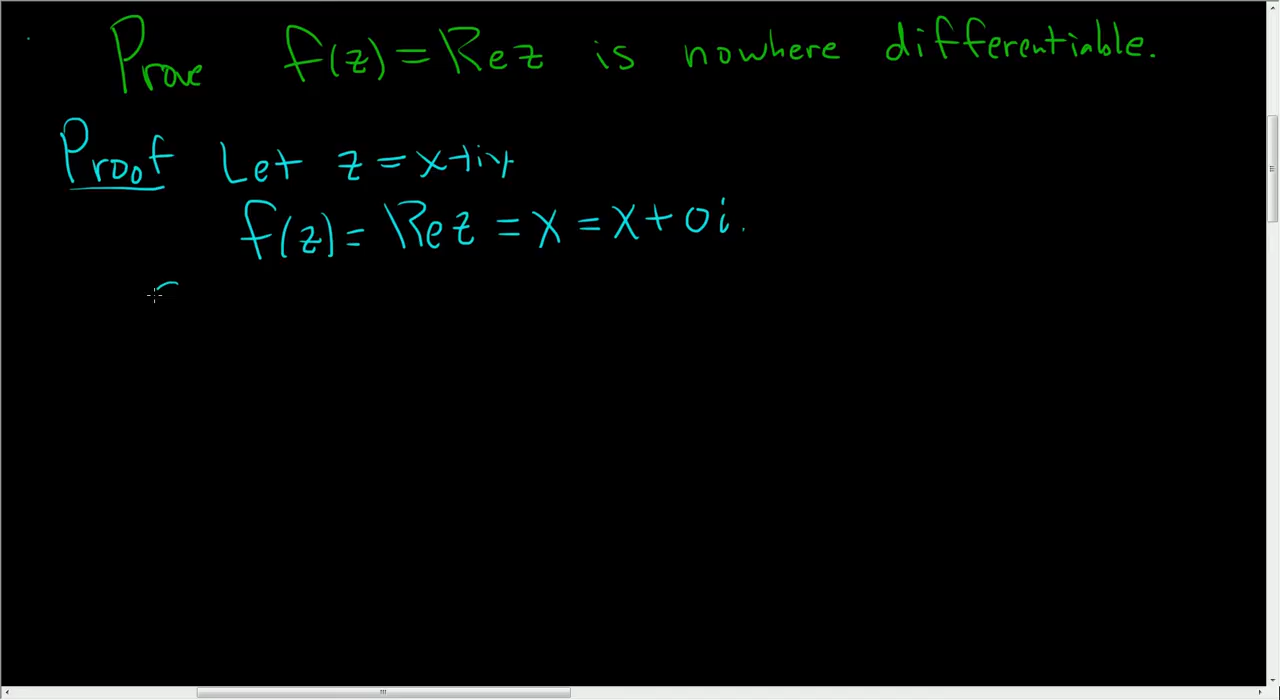 Prove f(z) = Re z is nowhere differentiable.
Proof Let z = x + iy
f(z) = Re z = x = x + 0i.